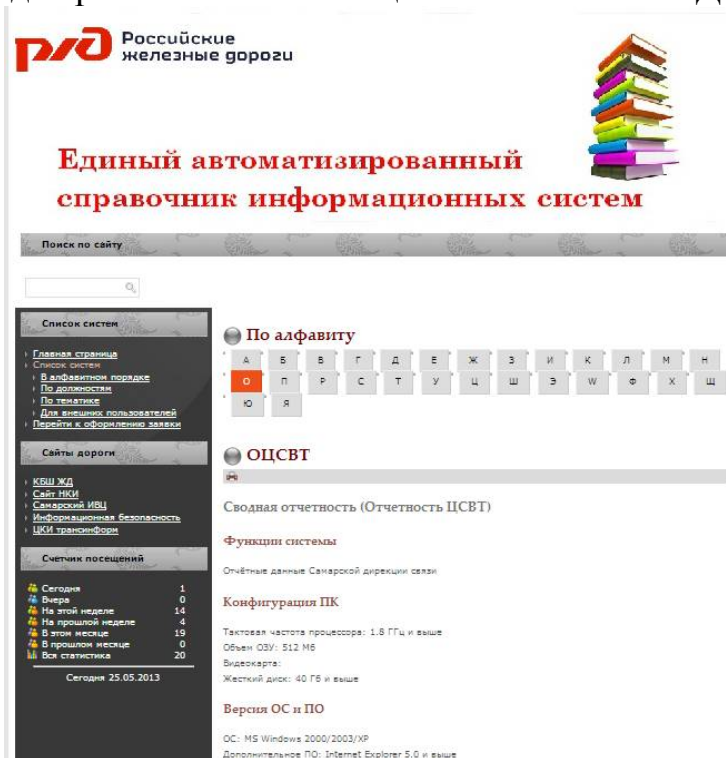 Российские
железные дороги
Единый автоматизированный
справочник информационных систем
Поиск по сайту
Список систем
Главная страница
Список систем
В алфавитном порядке
По должностям
По тематике
Для внешних пользователей
Перейти к оформлению заявки
Сайты дороги
КБШ ЖД
Сайт НКИ
Самарский ИВЦ
Информационная безопасность
ЦКИ трансинформ
Счетчик посещений
Сегодня 1
Вчера 0
На этой неделе 14
На прошлой неделе 4
В этом месяце 19
В прошлом месяце 0
Вся статистика 20
Сегодня 25.05.2013
По алфавиту
А Б В Г Д Е Ж З И К Л М Н
О П Р С Т У Ц Ш Э W Ф Х Щ
Ю Я
ОЦСВТ
Сводная отчетность (Отчетность ЦСВТ)
Функции системы
Отчётные данные Самарской дирекции связи
Конфигурация ПК
Тактовая частота процессора: 1.8 ГГц и выше
Объем ОЗУ: 512 Мб
Видеокарта:
Жесткий диск: 40 Гб и выше
Версия ОС и ПО
ОС: MS Windows 2000/2003/XP
Дополнительное ПО: Internet Explorer 5.0 и выше